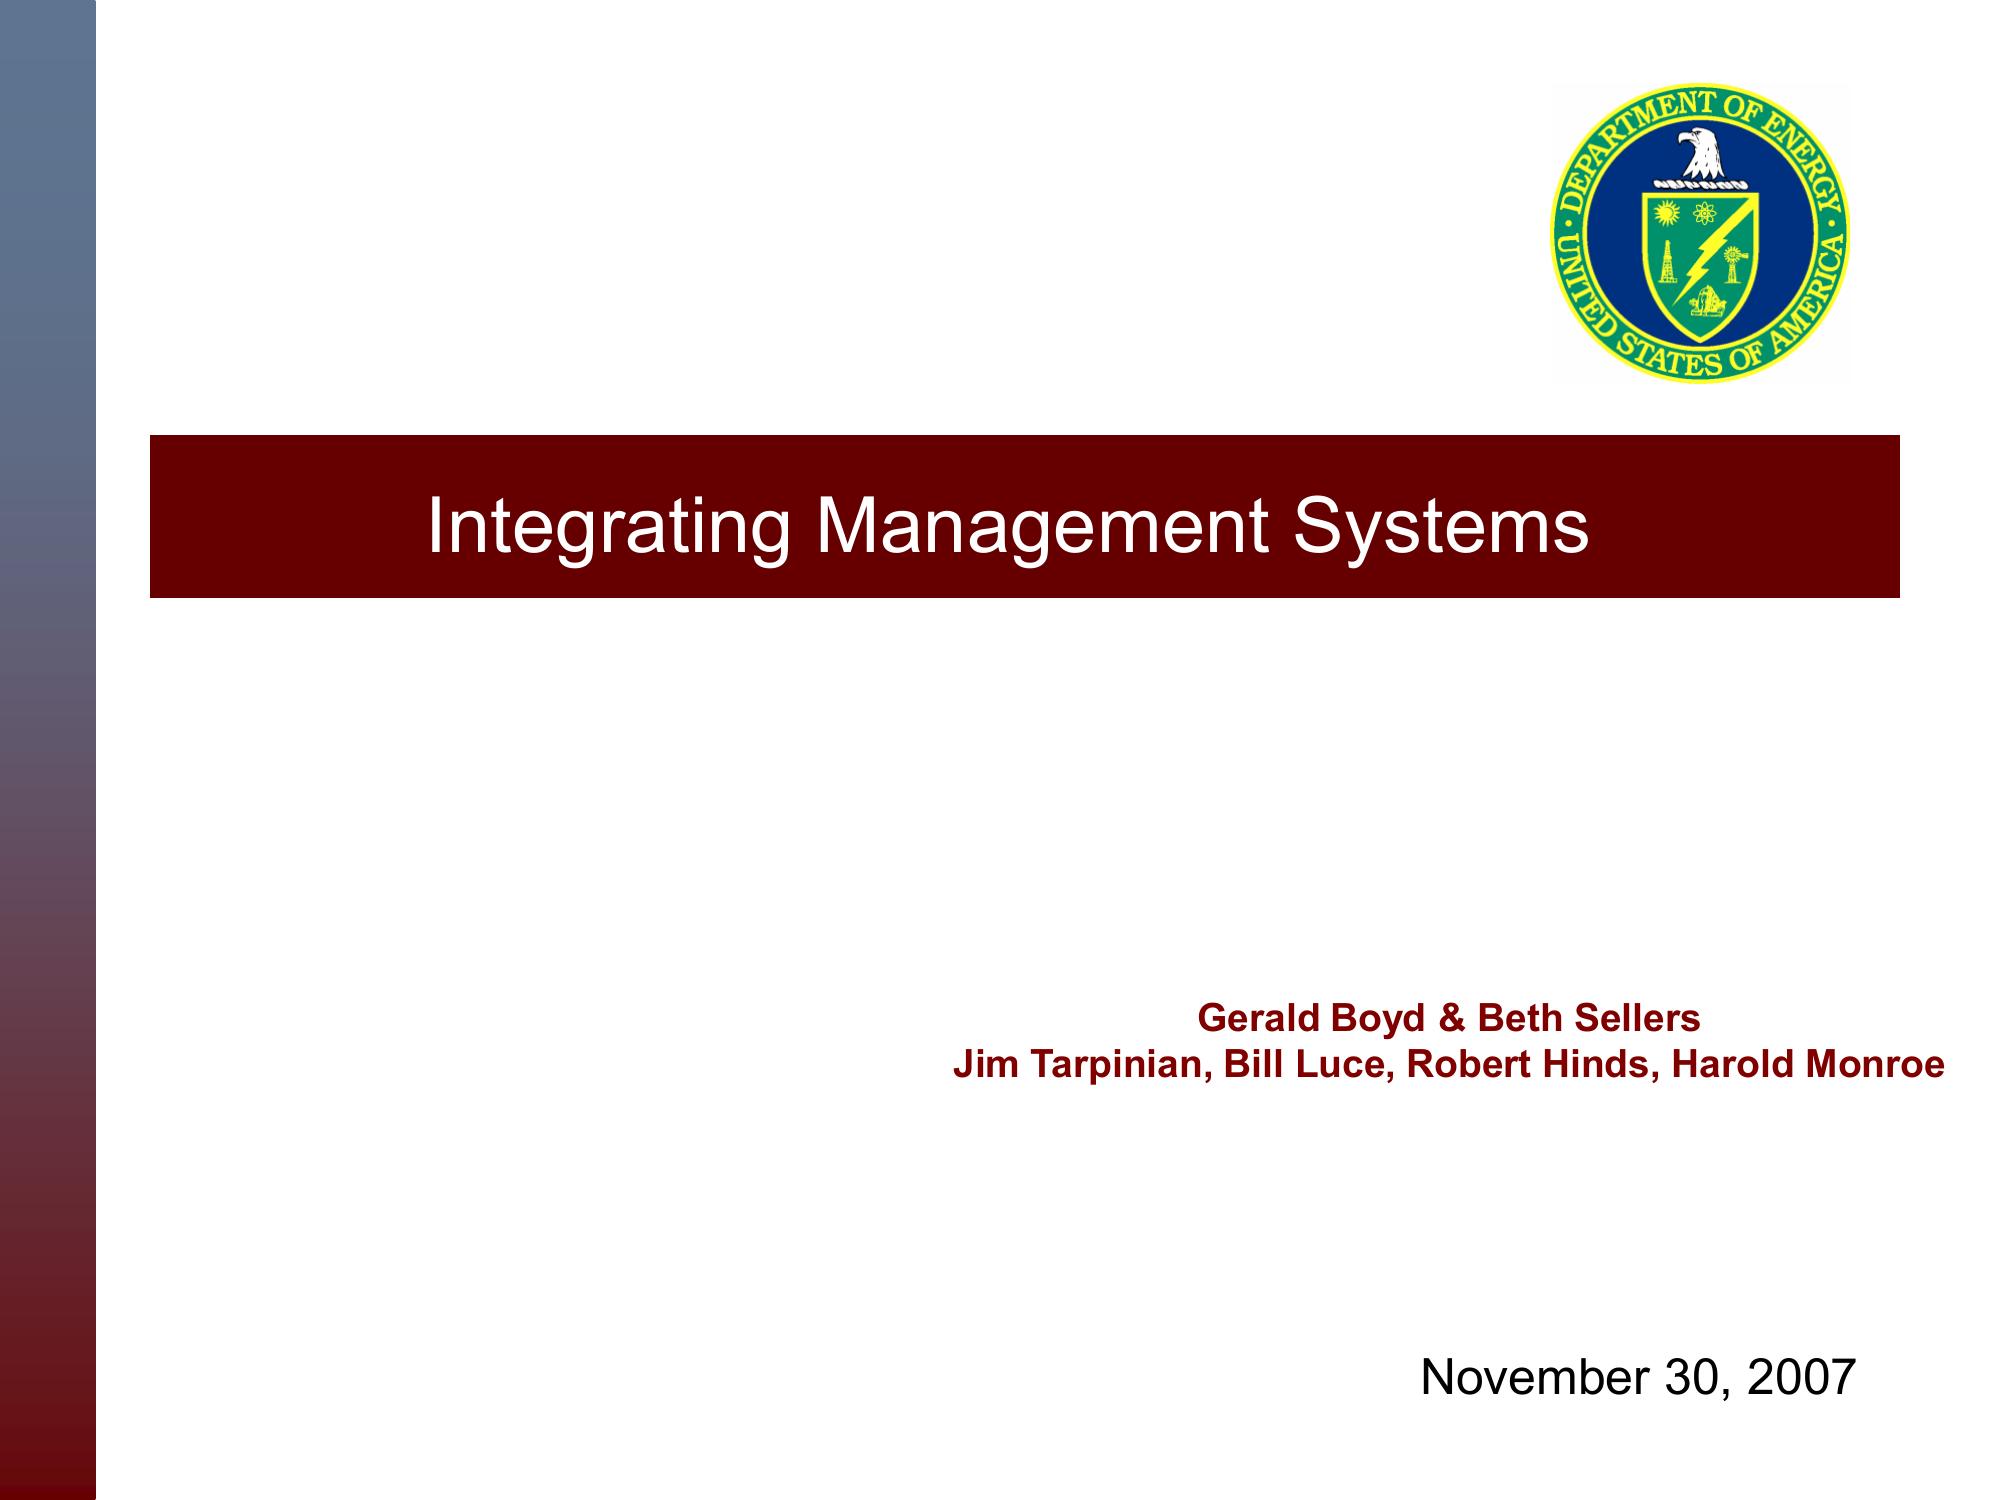 DEPARTMENT OF ENERGY
UNITED STATES OF AMERICA
Integrating Management Systems
Gerald Boyd & Beth Sellers
Jim Tarpinian, Bill Luce, Robert Hinds, Harold Monroe
November 30, 2007